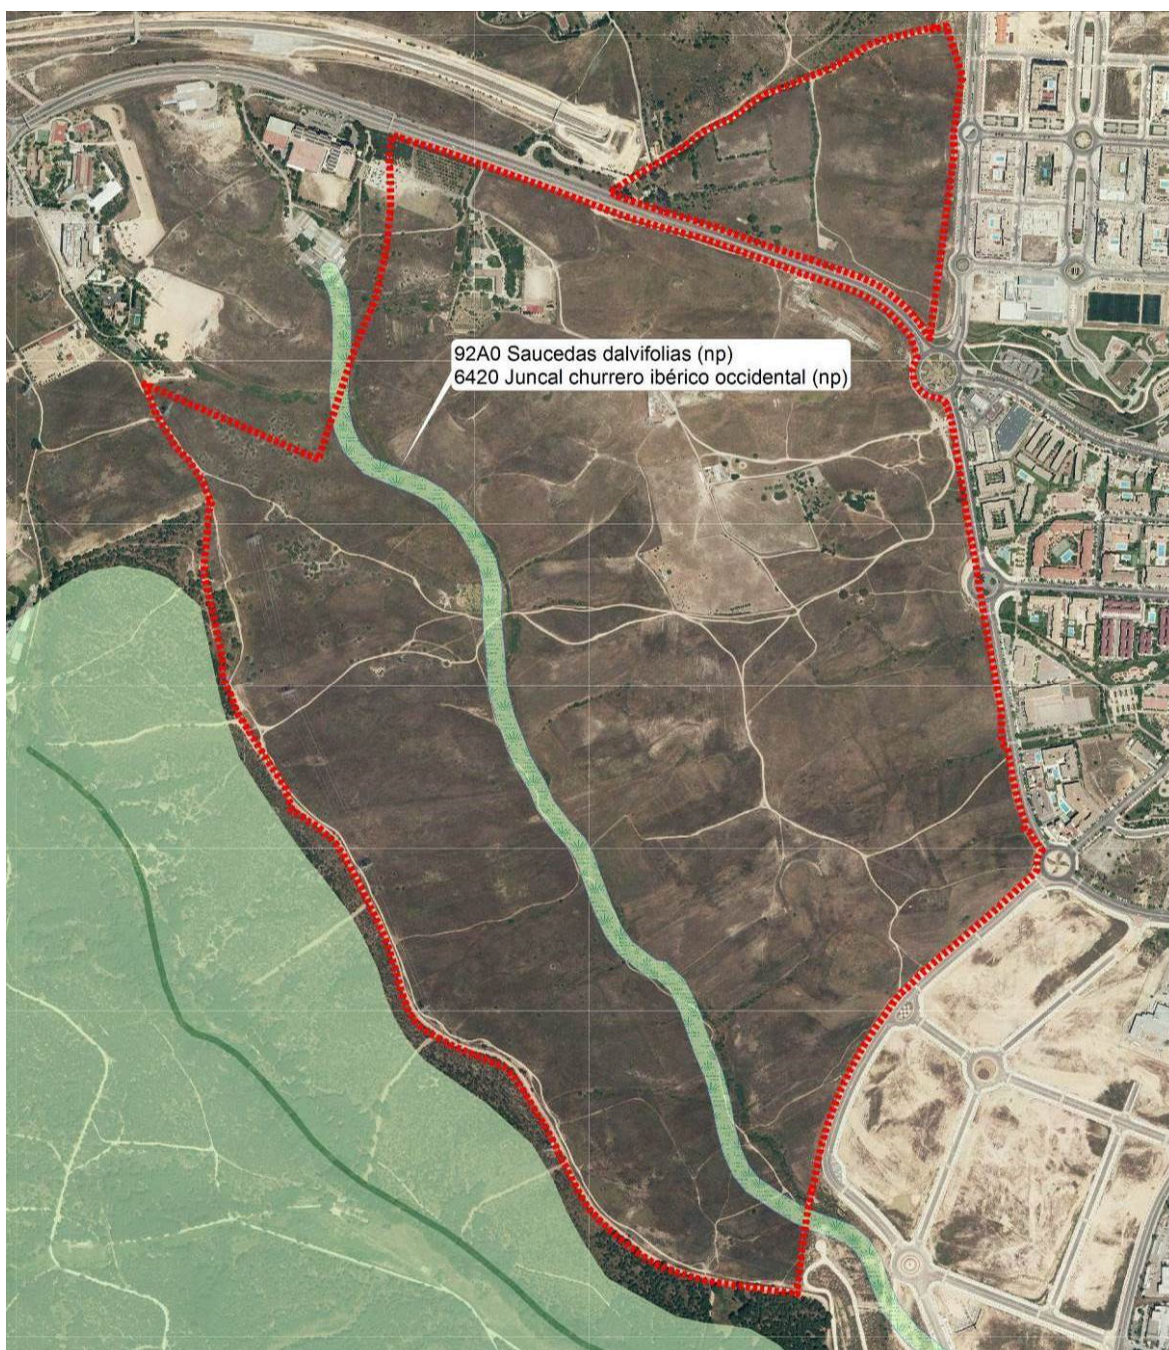 92A0 Saucedas dalvifolias (np)
6420 Juncal churrero ibérico occidental (np)